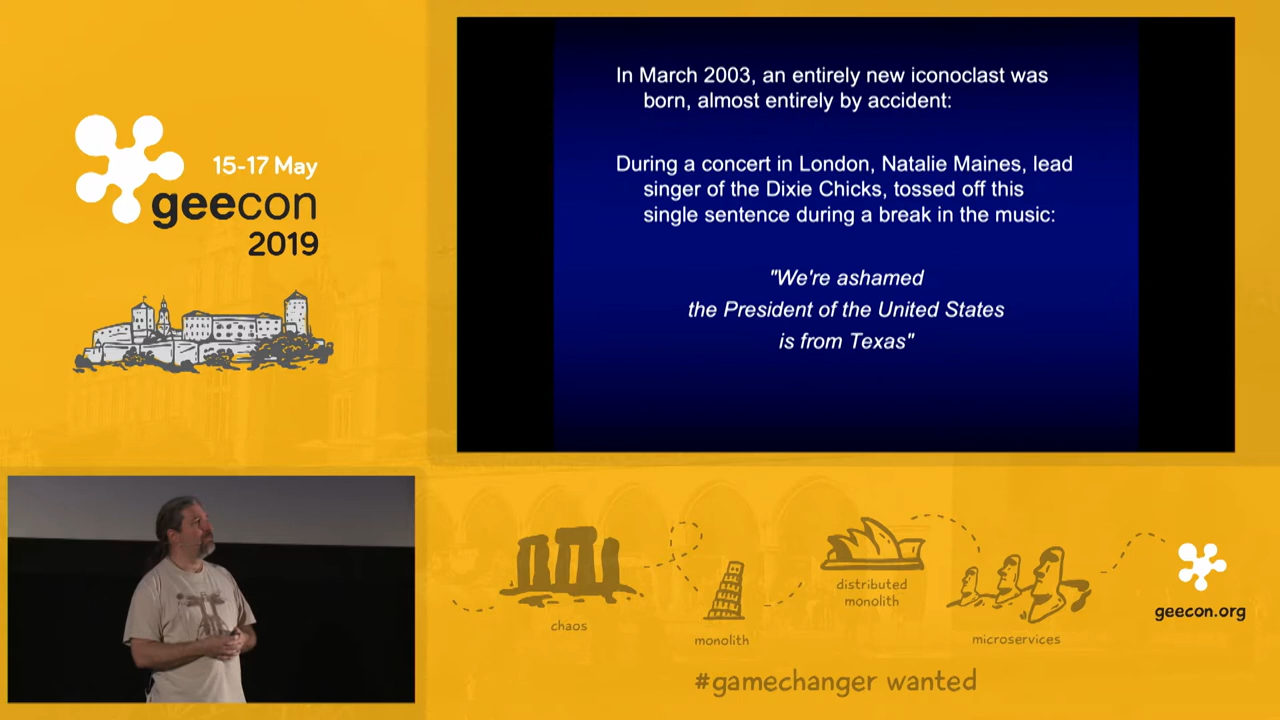 15-17 May
geecon
2019
In March 2003, an entirely new iconoclast was
born, almost entirely by accident:
During a concert in London, Natalie Maines, lead
singer of the Dixie Chicks, tossed off this
single sentence during a break in the music:
"We're ashamed
the President of the United States
is from Texas"
chaos
monolith
distributed
monolith
microservices
geecon.org
#gamechanger wanted